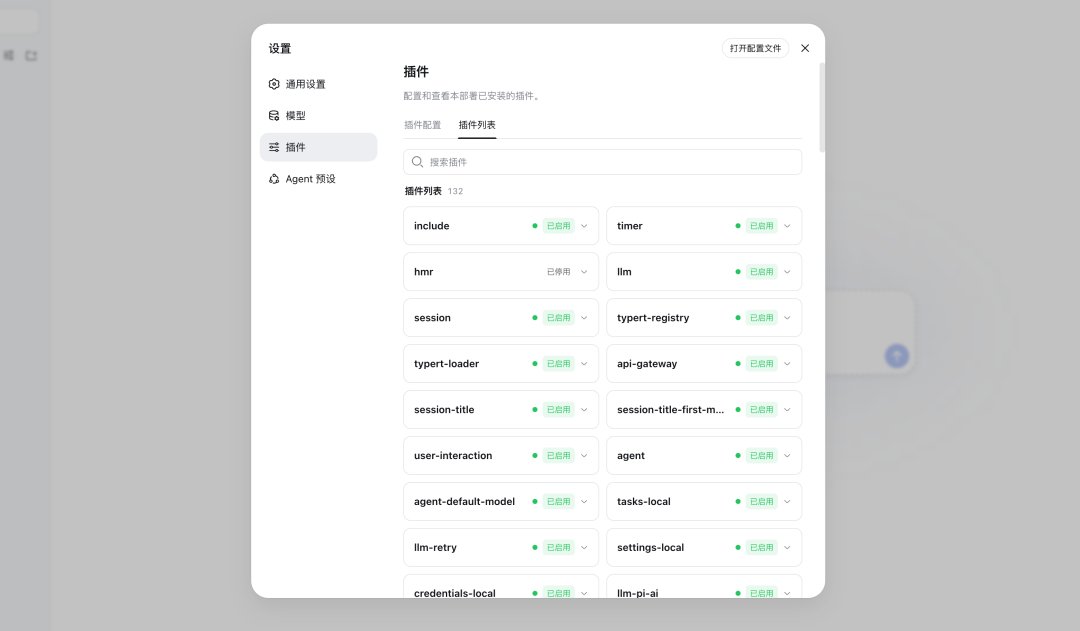 设置
打开配置文件
通用设置
模型
插件
Agent 预设
插件
配置和查看本部署已安装的插件。
插件配置 插件列表
搜索插件
插件列表 132
include 已启用
timer 已启用
hmr 已停用
llm 已启用
session 已启用
typert-registry 已启用
typert-loader 已启用
api-gateway 已启用
session-title 已启用
session-title-first-m... 已启用
user-interaction 已启用
agent 已启用
agent-default-model 已启用
tasks-local 已启用
llm-retry 已启用
settings-local 已启用
credentials-local 已启用
llm-pi-ai 已启用